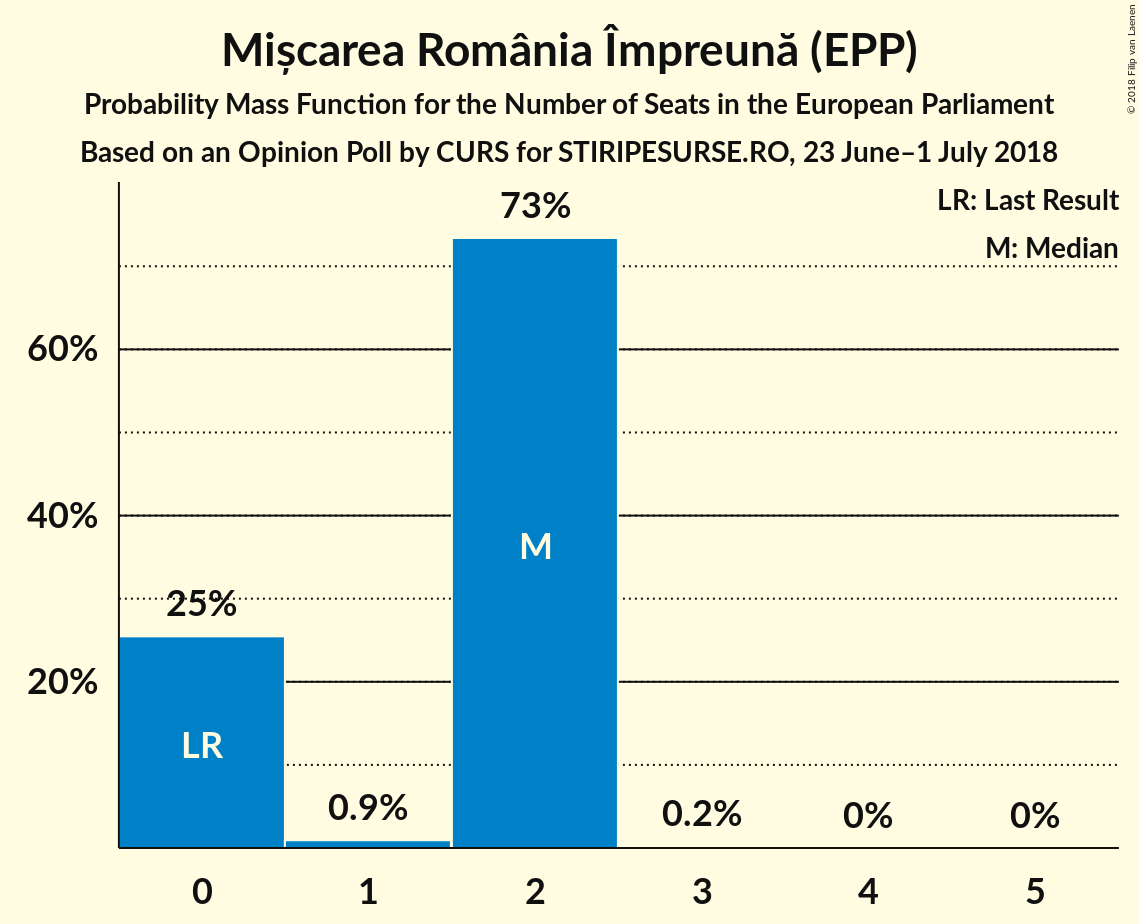 Mișcarea România Împreună (EPP)
Probability Mass Function for the Number of Seats in the European Parliament
Based on an Opinion Poll by CURS for STIRIPESURSE.RO, 23 June–1 July 2018
© 2018 Filip van Laenen
LR: Last Result
M: Median
73%
60%
40%
M
25%
20%
LR
0.9%
0.2%
0%
0%
0 1 2 3 4 5